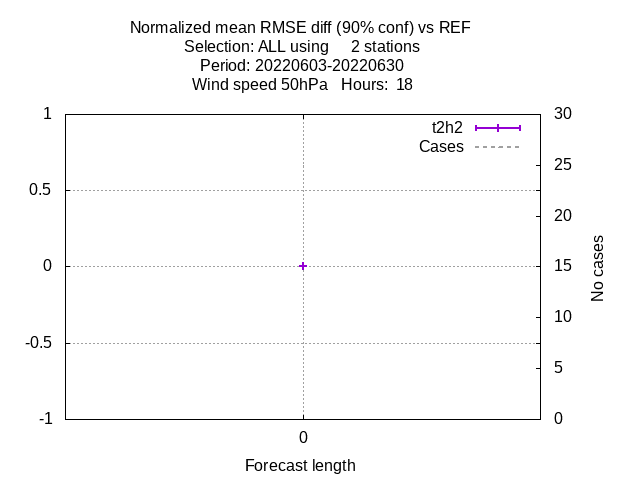 Normalized mean RMSE diff (90% conf) vs REF
Selection: ALL using     2 stations
Period: 20220603-20220630
Wind speed 50hPa   Hours:  18
1
30
t2h2
Cases
25
0.5
20
0
15
No cases
10
-0.5
5
-1
0
0
Forecast length